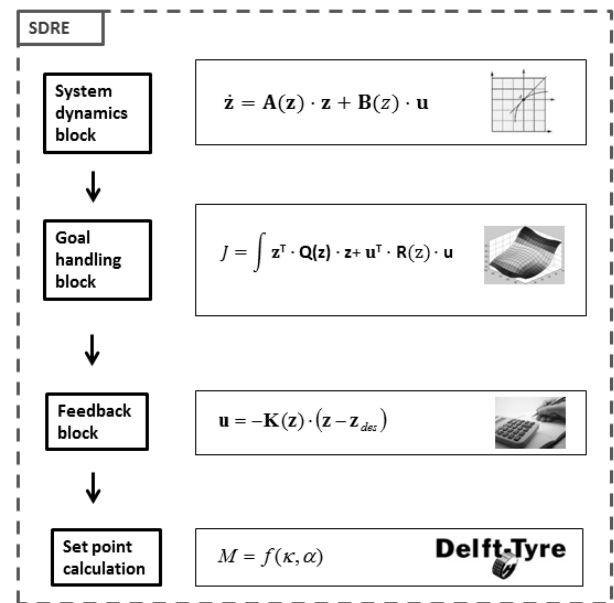 SDRE
System
dynamics
block
ż = A(z) · z + B(z) · u
Goal
handling
block
J = ∫ zᵀ · Q(z) · z+ uᵀ · R(z) · u
Feedback
block
u = −K(z)·(z − z_des)
Set point
calculation
M = f(κ,α)
Delft-Tyre